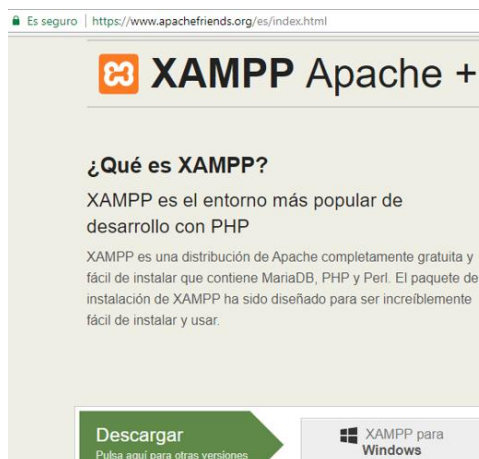 Es seguro | https://www.apachefriends.org/es/index.html
XAMPP Apache +
¿Qué es XAMPP?
XAMPP es el entorno más popular de
desarrollo con PHP
XAMPP es una distribución de Apache completamente gratuita y
fácil de instalar que contiene MariaDB, PHP y Perl. El paquete de
instalación de XAMPP ha sido diseñado para ser increíblemente
fácil de instalar y usar.
Descargar
Pulsa aquí para otras versiones
XAMPP para
Windows